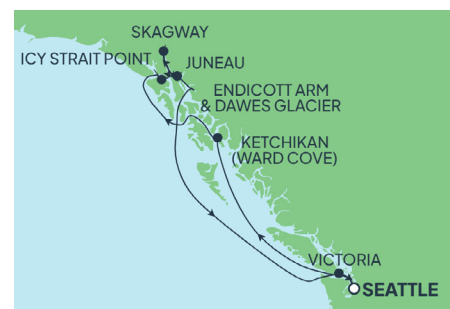 SKAGWAY
ICY STRAIT POINT
JUNEAU
ENDICOTT ARM
& DAWES GLACIER
KETCHIKAN
(WARD COVE)
VICTORIA
SEATTLE